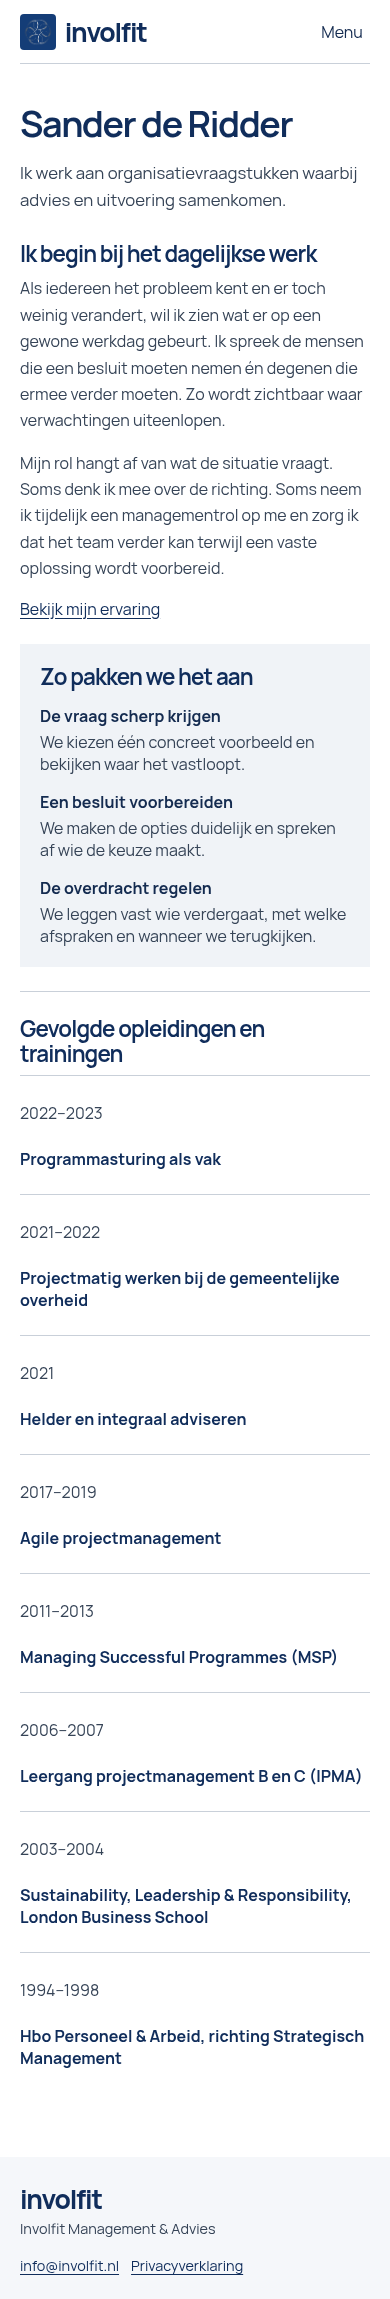 involfit
Menu
Sander de Ridder
Ik werk aan organisatievraagstukken waarbij
advies en uitvoering samenkomen.
Ik begin bij het dagelijkse werk
Als iedereen het probleem kent en er toch
weinig verandert, wil ik zien wat er op een
gewone werkdag gebeurt. Ik spreek de mensen
die een besluit moeten nemen én degenen die
ermee verder moeten. Zo wordt zichtbaar waar
verwachtingen uiteenlopen.
Mijn rol hangt af van wat de situatie vraagt.
Soms denk ik mee over de richting. Soms neem
ik tijdelijk een managementrol op me en zorg ik
dat het team verder kan terwijl een vaste
oplossing wordt voorbereid.
Bekijk mijn ervaring
Zo pakken we het aan
De vraag scherp krijgen
We kiezen één concreet voorbeeld en
bekijken waar het vastloopt.
Een besluit voorbereiden
We maken de opties duidelijk en spreken
af wie de keuze maakt.
De overdracht regelen
We leggen vast wie verdergaat, met welke
afspraken en wanneer we terugkijken.
Gevolgde opleidingen en
trainingen
2022–2023
Programmasturing als vak
2021–2022
Projectmatig werken bij de gemeentelijke
overheid
2021
Helder en integraal adviseren
2017–2019
Agile projectmanagement
2011–2013
Managing Successful Programmes (MSP)
2006–2007
Leergang projectmanagement B en C (IPMA)
2003–2004
Sustainability, Leadership & Responsibility,
London Business School
1994–1998
Hbo Personeel & Arbeid, richting Strategisch
Management
involfit
Involfit Management & Advies
info@involfit.nl Privacyverklaring